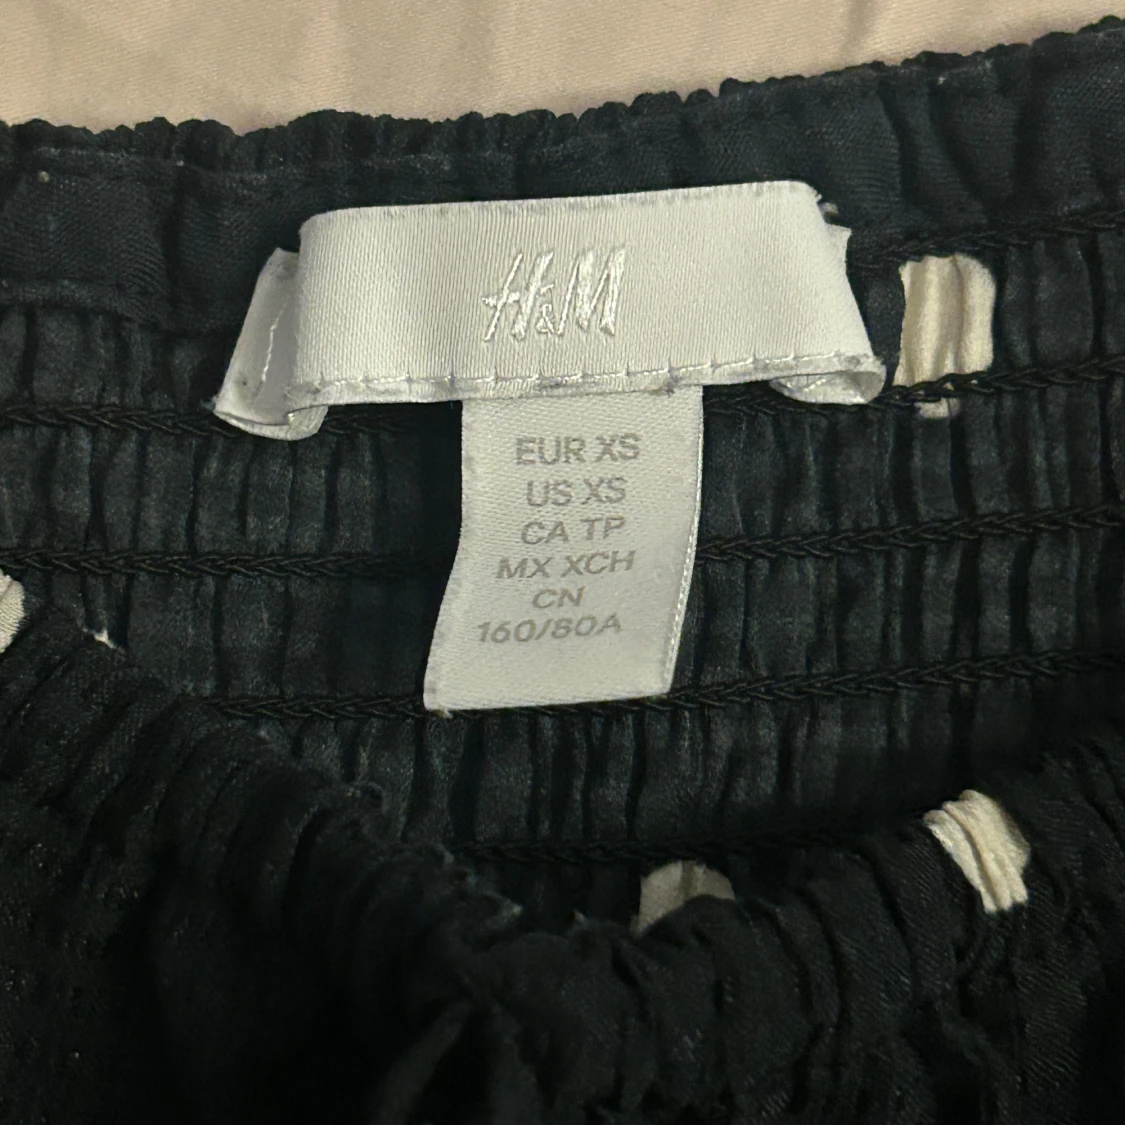 H&M
EUR XS
US XS
CA TP
MX XCH
CN
160/80A